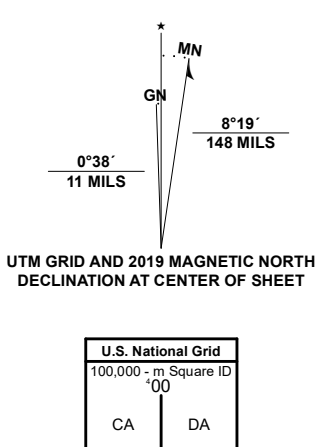 ★
MN
GN
8°19´
148 MILS
0°38´
11 MILS
UTM GRID AND 2019 MAGNETIC NORTH
DECLINATION AT CENTER OF SHEET
U.S. National Grid
100,000 - m Square ID
⁴00
CA DA